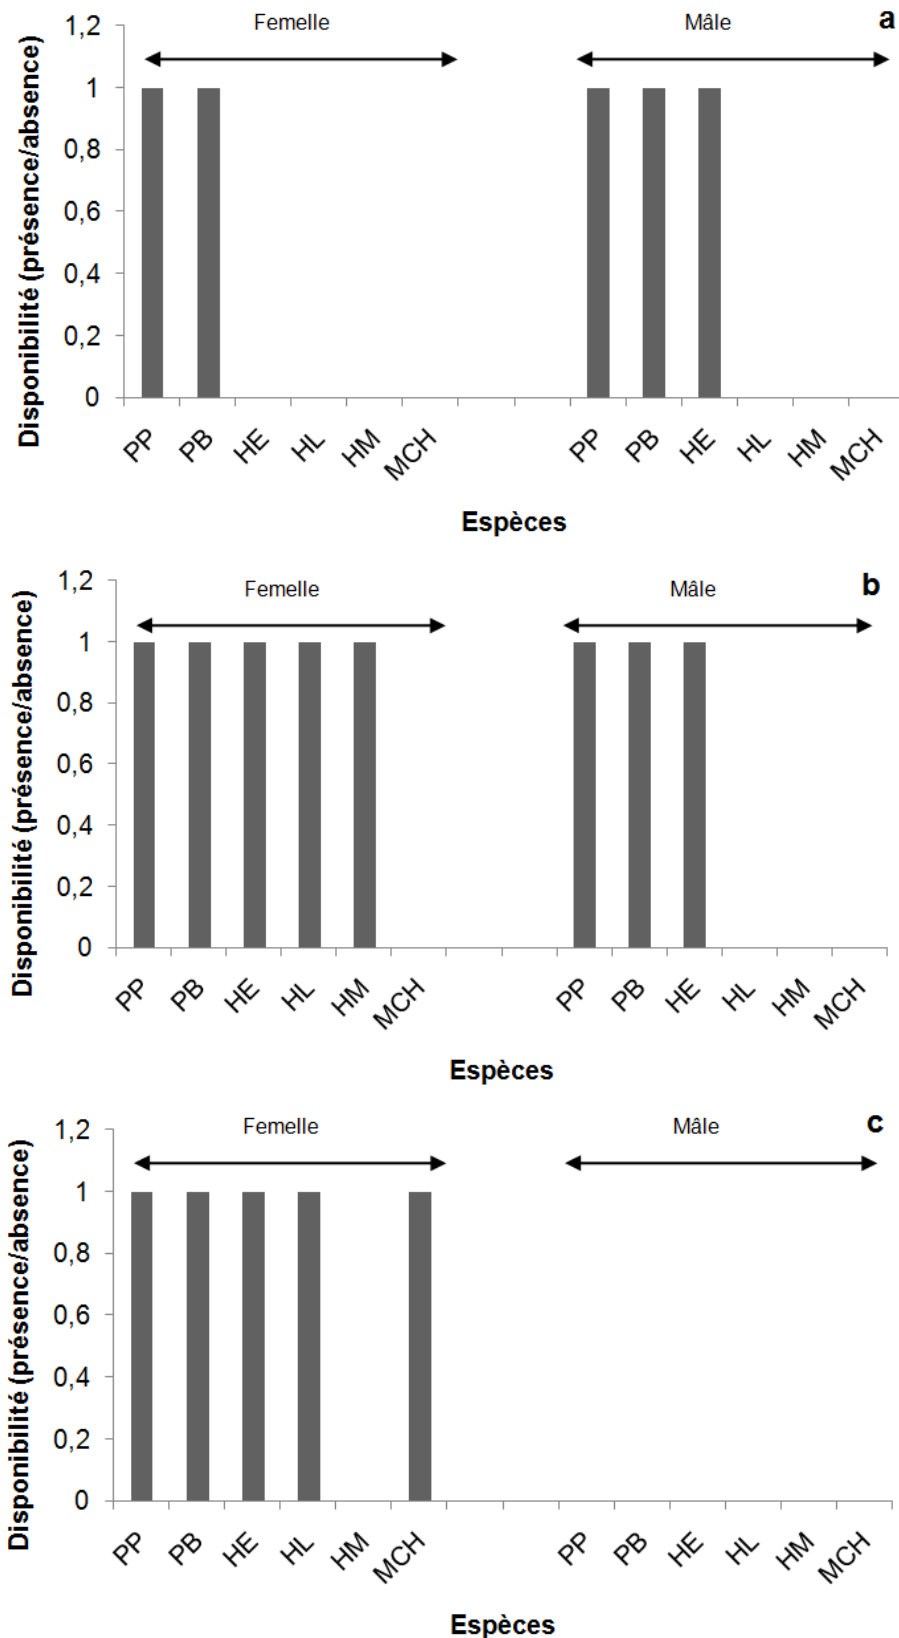 Disponibilité (présence/absence)
1,2
1
0,8
0,6
0,4
0,2
0
Femelle
Mâle
a
PP PB HE HL HM MCH PP PB HE HL HM MCH
Espèces
Disponibilité (présence/absence)
1,2
1
0,8
0,6
0,4
0,2
0
Femelle
Mâle
b
PP PB HE HL HM MCH PP PB HE HL HM MCH
Espèces
Disponibilité (présence/absence)
1,2
1
0,8
0,6
0,4
0,2
0
Femelle
Mâle
c
PP PB HE HL HM MCH PP PB HE HL HM MCH
Espèces